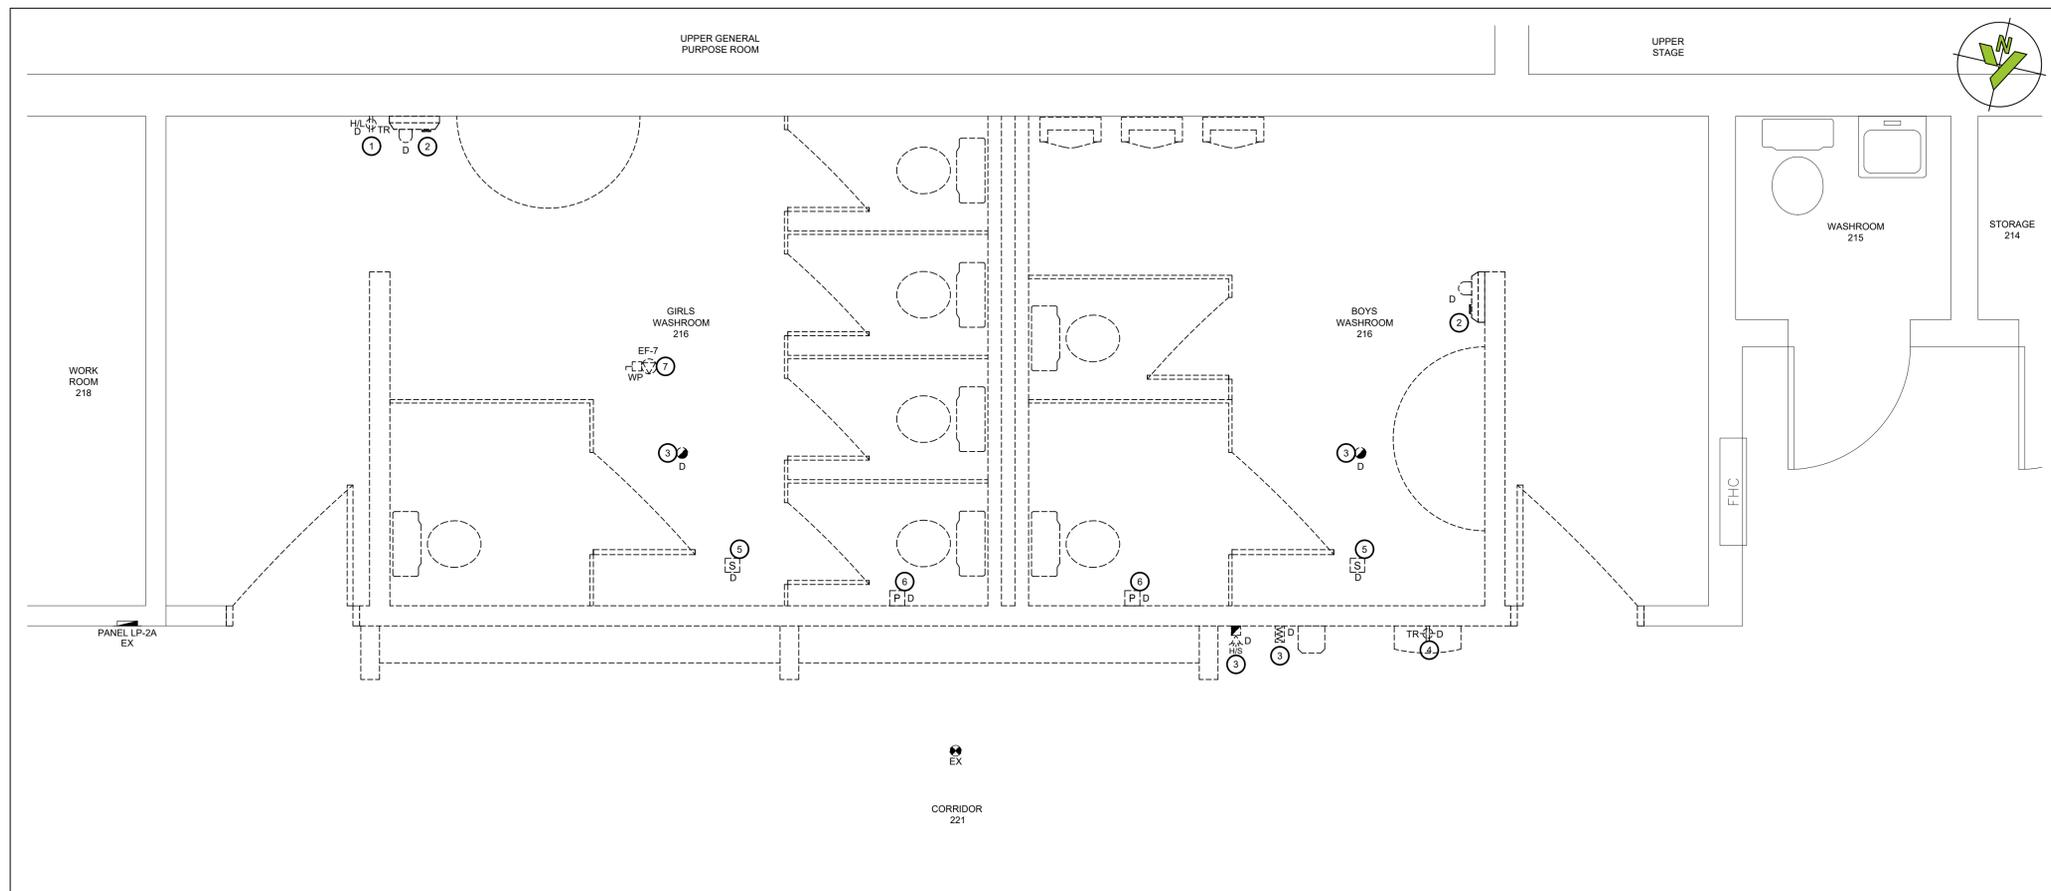 UPPER GENERAL
PURPOSE ROOM
UPPER
STAGE
N
H/L
D
TR
1
D
2
WASHROOM
215
STORAGE
214
GIRLS
WASHROOM
216
BOYS
WASHROOM
216
D
2
EF-7
7
WP
WORK
ROOM
218
3
D
3
D
FHC
5
S
D
5
S
D
6
P D
6
P D
PANEL LP-2A
EX
D
H/S
3
D
3
TR
D
4
EX
CORRIDOR
221